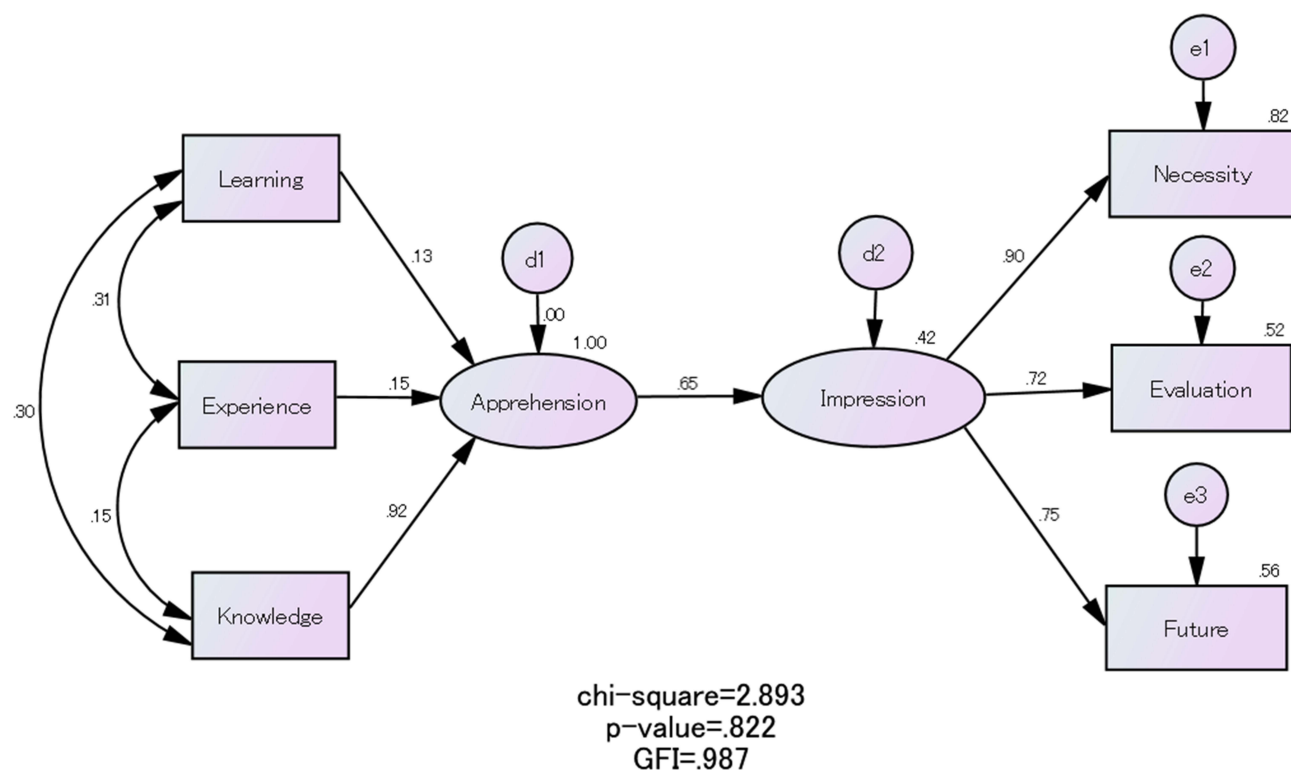 e1
.82
Necessity
Learning
.13
d1
d2
.90
e2
.31
.00
1.00
.42
.52
Experience
.15
Apprehension
.65
Impression
.72
Evaluation
.30
.15
.92
.75
e3
.56
Knowledge
Future
chi-square=2.893
p-value=.822
GFI=.987